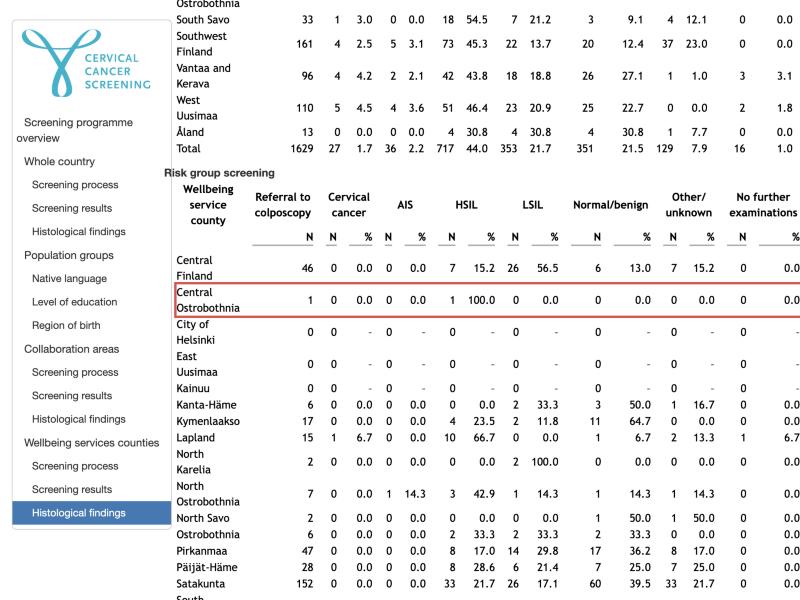 CERVICAL
CANCER
SCREENING
Screening programme
overview
Whole country
Screening process
Screening results
Histological findings
Population groups
Native language
Level of education
Region of birth
Collaboration areas
Screening process
Screening results
Histological findings
Wellbeing services counties
Screening process
Screening results
Histological findings
Ostrobothnia
South Savo 33 1 3.0 0 0.0 18 54.5 7 21.2 3 9.1 4 12.1 0 0.0
Southwest
Finland 161 4 2.5 5 3.1 73 45.3 22 13.7 20 12.4 37 23.0 0 0.0
Vantaa and
Kerava 96 4 4.2 2 2.1 42 43.8 18 18.8 26 27.1 1 1.0 3 3.1
West
Uusimaa 110 5 4.5 4 3.6 51 46.4 23 20.9 25 22.7 0 0.0 2 1.8
Åland 13 0 0.0 0 0.0 4 30.8 4 30.8 4 30.8 1 7.7 0 0.0
Total 1629 27 1.7 36 2.2 717 44.0 353 21.7 351 21.5 129 7.9 16 1.0
Risk group screening
Wellbeing
service
county
Referral to
colposcopy
Cervical
cancer
AIS
HSIL
LSIL
Normal/benign
Other/
unknown
No further
examinations
N N % N % N % N % N % N % N %
Central
Finland 46 0 0.0 0 0.0 7 15.2 26 56.5 6 13.0 7 15.2 0 0.0
Central
Ostrobothnia 1 0 0.0 0 0.0 1 100.0 0 0.0 0 0.0 0 0.0 0 0.0
City of
Helsinki 0 0 - 0 - 0 - 0 - 0 - 0 - 0 -
East
Uusimaa 0 0 - 0 - 0 - 0 - 0 - 0 - 0 -
Kainuu 0 0 - 0 - 0 - 0 - 0 - 0 - 0 -
Kanta-Häme 6 0 0.0 0 0.0 0 0.0 2 33.3 3 50.0 1 16.7 0 0.0
Kymenlaakso 17 0 0.0 0 0.0 4 23.5 2 11.8 11 64.7 0 0.0 0 0.0
Lapland 15 1 6.7 0 0.0 10 66.7 0 0.0 1 6.7 2 13.3 1 6.7
North
Karelia 2 0 0.0 0 0.0 0 0.0 2 100.0 0 0.0 0 0.0 0 0.0
North
Ostrobothnia 7 0 0.0 1 14.3 3 42.9 1 14.3 1 14.3 1 14.3 0 0.0
North Savo 2 0 0.0 0 0.0 0 0.0 0 0.0 1 50.0 1 50.0 0 0.0
Ostrobothnia 6 0 0.0 0 0.0 2 33.3 2 33.3 2 33.3 0 0.0 0 0.0
Pirkanmaa 47 0 0.0 0 0.0 8 17.0 14 29.8 17 36.2 8 17.0 0 0.0
Päijät-Häme 28 0 0.0 0 0.0 8 28.6 6 21.4 7 25.0 7 25.0 0 0.0
Satakunta 152 0 0.0 0 0.0 33 21.7 26 17.1 60 39.5 33 21.7 0 0.0
South